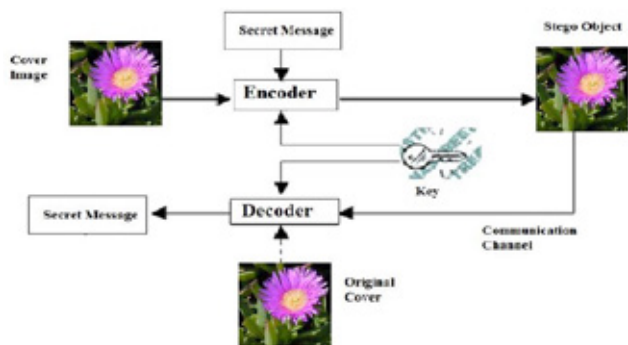 Secret Message
Stego Object
Cover
Image
Encoder
Key
Secret Message
Decoder
Communication
Channel
Original
Cover